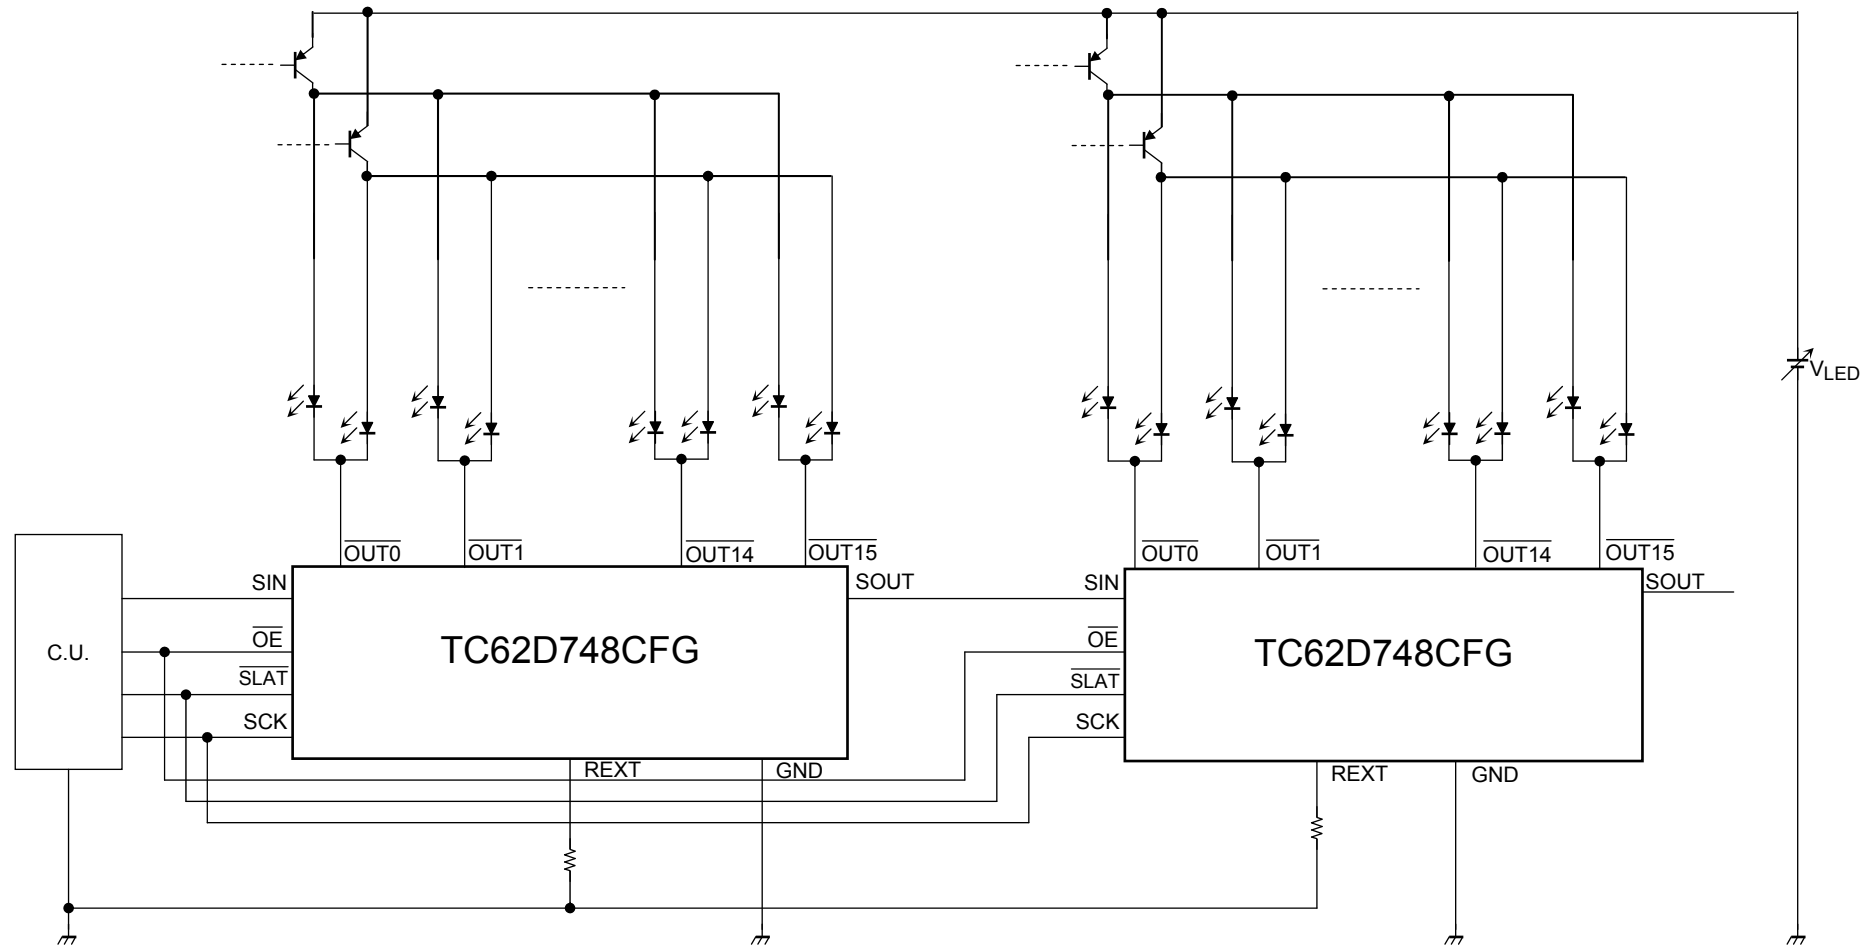 VLED
OUT0 OUT1 OUT14 OUT15
OUT0 OUT1 OUT14 OUT15
SIN SOUT SIN SOUT
OE OE
C.U. TC62D748CFG TC62D748CFG
SLAT SLAT
SCK SCK
REXT GND REXT GND